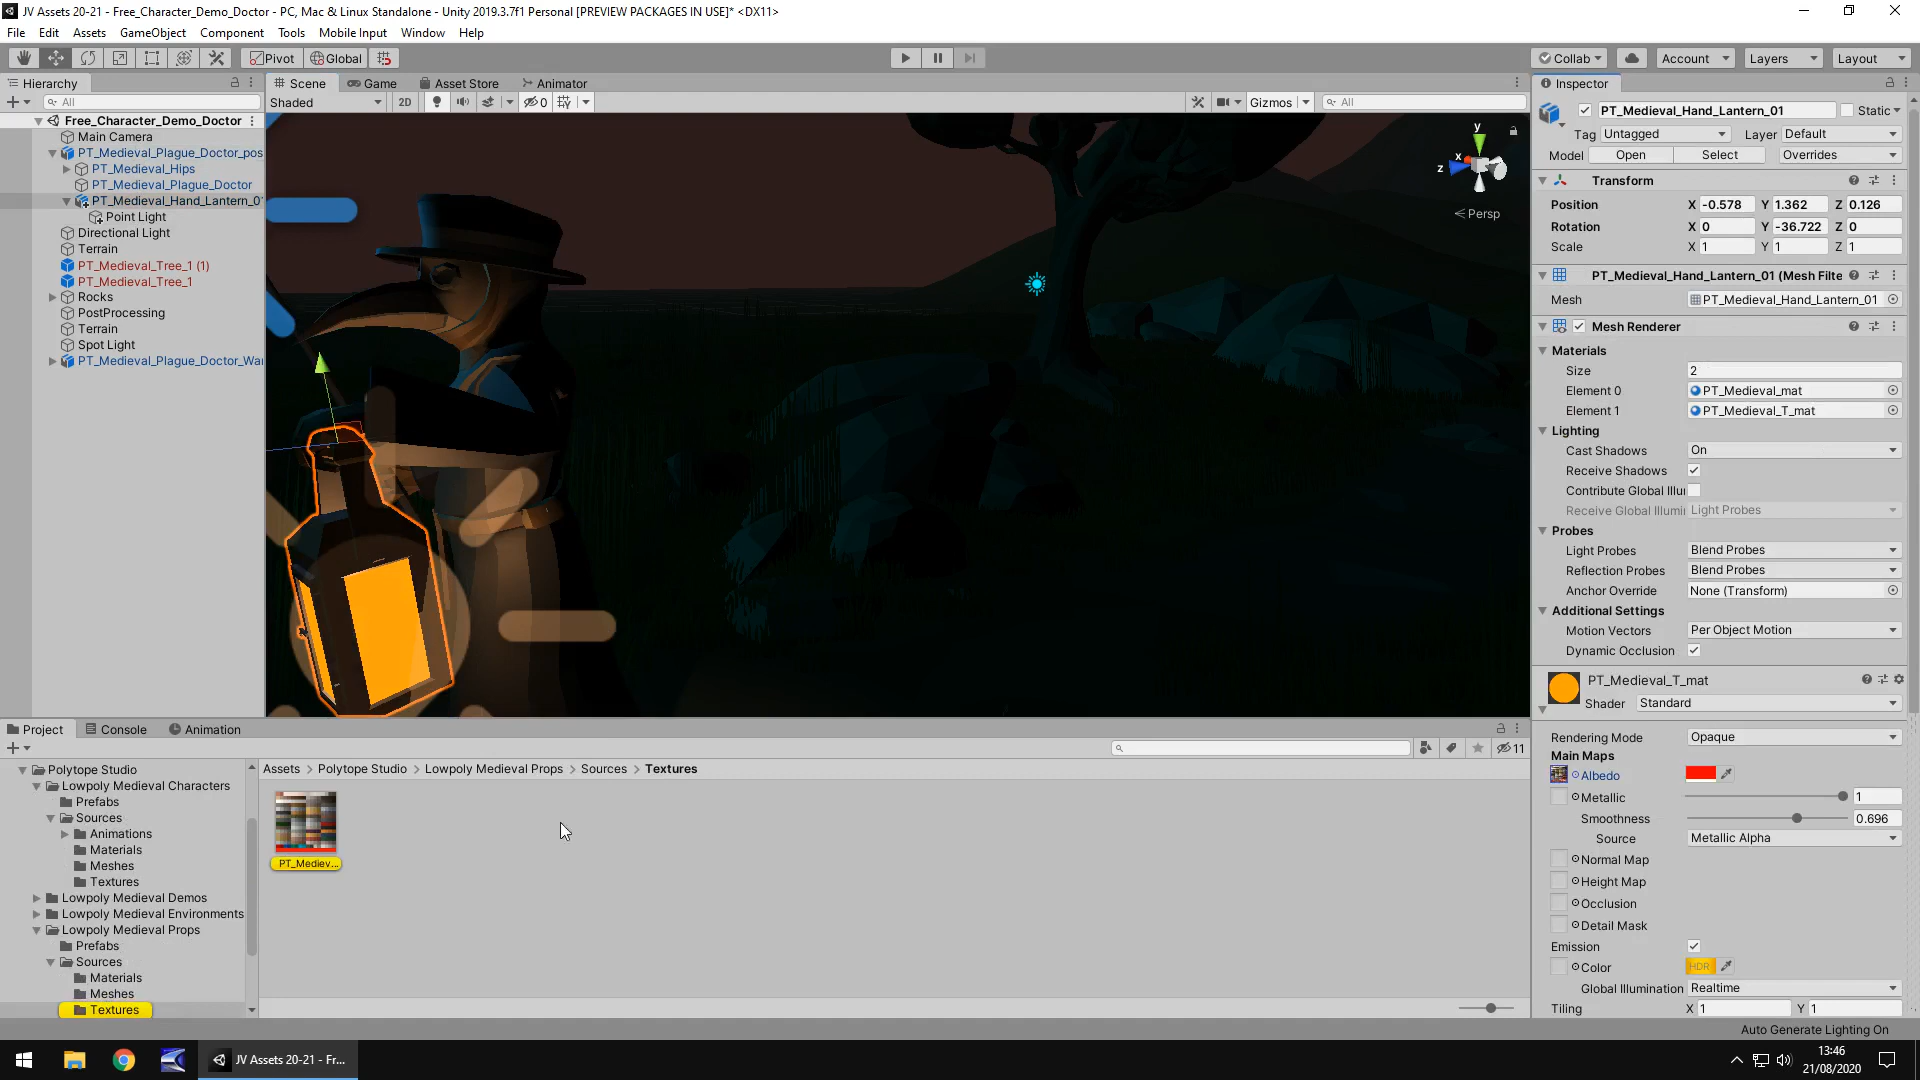 JV Assets 20-21 - Free_Character_Demo_Doctor - PC, Mac & Linux Standalone - Unity 2019.3.7f1 Personal [PREVIEW PACKAGES IN USE]* <DX11>
File Edit Assets GameObject Component Tools Mobile Input Window Help
Pivot Global Collab Account Layers Layout
Hierarchy
All
Free_Character_Demo_Doctor
Main Camera
PT_Medieval_Plague_Doctor_pos
PT_Medieval_Hips
PT_Medieval_Plague_Doctor
PT_Medieval_Hand_Lantern_0
Point Light
Directional Light
Terrain
PT_Medieval_Tree_1 (1)
PT_Medieval_Tree_1
Rocks
PostProcessing
Terrain
Spot Light
PT_Medieval_Plague_Doctor_Wa
Scene Game Asset Store Animator
Shaded 2D 0 Gizmos All
y
x
z
Persp
Inspector
PT_Medieval_Hand_Lantern_01 Static
Tag Untagged Layer Default
Model Open Select Overrides
Transform
Position X -0.578 Y 1.362 Z 0.126
Rotation X 0 Y -36.722 Z 0
Scale X 1 Y 1 Z 1
PT_Medieval_Hand_Lantern_01 (Mesh Filte
Mesh PT_Medieval_Hand_Lantern_01
Mesh Renderer
Materials
Size 2
Element 0 PT_Medieval_mat
Element 1 PT_Medieval_T_mat
Lighting
Cast Shadows On
Receive Shadows
Contribute Global Illu
Receive Global Illumi Light Probes
Probes
Light Probes Blend Probes
Reflection Probes Blend Probes
Anchor Override None (Transform)
Additional Settings
Motion Vectors Per Object Motion
Dynamic Occlusion
PT_Medieval_T_mat
Shader Standard
Rendering Mode Opaque
Main Maps
Albedo
Metallic 1
Smoothness 0.696
Source Metallic Alpha
Normal Map
Height Map
Occlusion
Detail Mask
Emission
Color HDR
Global Illumination Realtime
Tiling X 1 Y 1
Auto Generate Lighting On
Project Console Animation
11
Polytope Studio
Lowpoly Medieval Characters
Prefabs
Sources
Animations
Materials
Meshes
Textures
Lowpoly Medieval Demos
Lowpoly Medieval Environments
Lowpoly Medieval Props
Prefabs
Sources
Materials
Meshes
Textures
Assets > Polytope Studio > Lowpoly Medieval Props > Sources > Textures
PT_Mediev...
JV Assets 20-21 - Fr...
13:46
21/08/2020